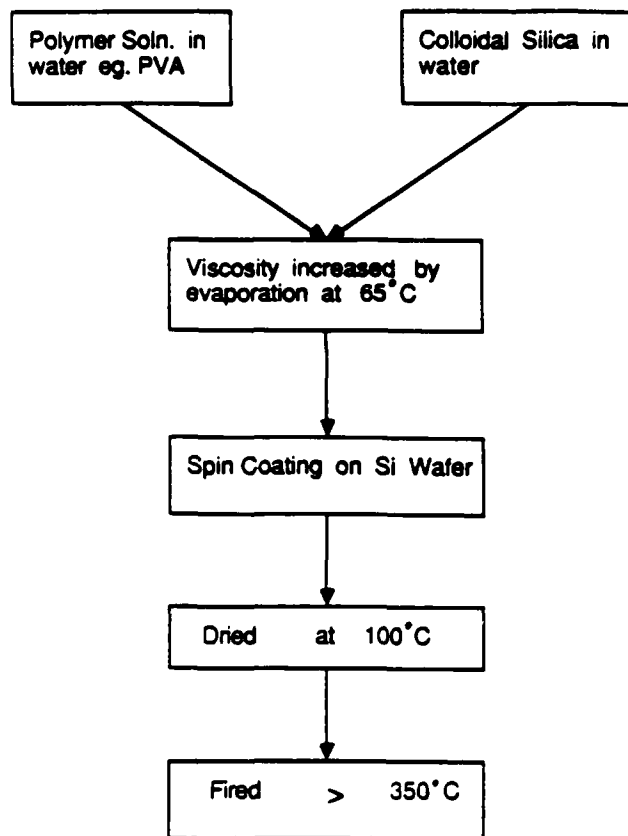 Polymer Soln. in
water eg. PVA
Colloidal Silica in
water
Viscosity increased by
evaporation at 65°C
Spin Coating on Si Wafer
Dried at 100°C
Fired > 350°C